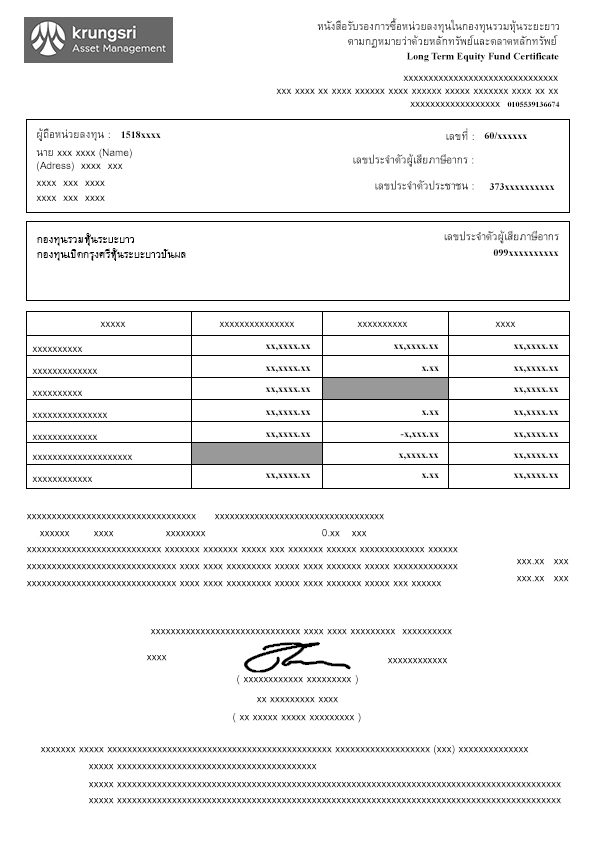 krungsri
Asset Management
หนังสือรับรองการซื้อหน่วยลงทุนในกองทุนรวมหุ้นระยะยาว
ตามกฎหมายว่าด้วยหลักทรัพย์และตลาดหลักทรัพย์
Long Term Equity Fund Certificate
xxxxxxxxxxxxxxxxxxxxxxxxxxxxxxx
xxx xxxx xx xxxx xxxxxx xxxx xxxxxx xxxxx xxxxxxx xxxx xx xx
xxxxxxxxxxxxxxxxxx 0105539136674
ผู้ถือหน่วยลงทุน : 1518xxxx
เลขที่ : 60/xxxxxx
นาย xxx xxxx (Name)
เลขประจำตัวผู้เสียภาษีอากร :
(Adress) xxxx xxx
xxxx xxx xxxx
เลขประจำตัวประชาชน : 373xxxxxxxxxx
xxxx xxx xxxx
กองทุนรวมหุ้นระยะยาว
เลขประจำตัวผู้เสียภาษีอากร
กองทุนเปิดกรุงศรีหุ้นระยะยาวปันผล
099xxxxxxxxxx
xxxxx xxxxxxxxxxxxxxx xxxxxxxxxx xxxx
xxxxxxxxxx xx,xxxx.xx xx,xxxx.xx xx,xxxx.xx
xxxxxxxxxxxxx xx,xxxx.xx x.xx xx,xxxx.xx
xxxxxxxxxx xx,xxxx.xx xx,xxxx.xx
xxxxxxxxxxxxxxx xx,xxxx.xx x.xx xx,xxxx.xx
xxxxxxxxxxxxx xx,xxxx.xx -x,xxx.xx xx,xxxx.xx
xxxxxxxxxxxxxxxxxxxx x,xxxx.xx xx,xxxx.xx
xxxxxxxxxxxx xx,xxxx.xx x.xx xx,xxxx.xx
xxxxxxxxxxxxxxxxxxxxxxxxxxxxxxxxxx xxxxxxxxxxxxxxxxxxxxxxxxxxxxxxxxxx
xxxxxx xxxx xxxxxxxx 0.xx xxx
xxxxxxxxxxxxxxxxxxxxxxxxxxx xxxxxxx xxxxxxx xxxxx xxx xxxxxxx xxxxxx xxxxxxxxxxxxx xxxxxx
xxxxxxxxxxxxxxxxxxxxxxxxxxxxxx xxxx xxxx xxxxxxxxx xxxxx xxxx xxxxxxx xxxxx xxxxxxxxxxxxx xxx.xx xxx
xxxxxxxxxxxxxxxxxxxxxxxxxxxxxx xxxx xxxx xxxxxxxxx xxxxx xxxx xxxxxxx xxxxx xxx xxxxxx xxx.xx xxx
xxxxxxxxxxxxxxxxxxxxxxxxxxxxxx xxxx xxxx xxxxxxxxx xxxxxxxxxx
xxxx xxxxxxxxxxxx
( xxxxxxxxxxxx xxxxxxxxx )
xx xxxxxxxxx xxxx
( xx xxxxx xxxxx xxxxxxxxx )
xxxxxxx xxxxx xxxxxxxxxxxxxxxxxxxxxxxxxxxxxxxxxxxxxxxxxxxxx xxxxxxxxxxxxxxxxxxx (xxx) xxxxxxxxxxxxxx
xxxxx xxxxxxxxxxxxxxxxxxxxxxxxxxxxxxxxxxxxxxxx
xxxxx xxxxxxxxxxxxxxxxxxxxxxxxxxxxxxxxxxxxxxxxxxxxxxxxxxxxxxxxxxxxxxxxxxxxxxxxxxxxxxxxxxxxxxxxx
xxxxx xxxxxxxxxxxxxxxxxxxxxxxxxxxxxxxxxxxxxxxxxxxxxxxxxxxxxxxxxxxxxxxxxxxxxxxxxxxxxxxxxxxxxxxxx